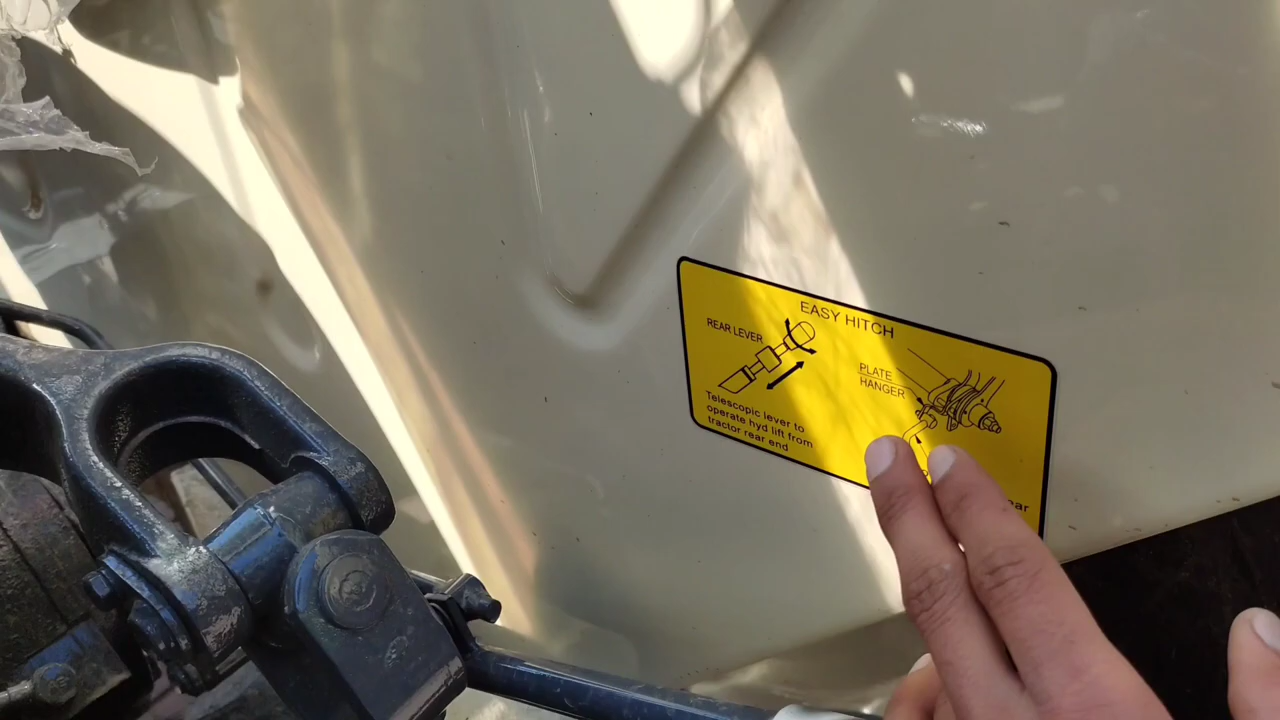 EASY HITCH
REAR LEVER
PLATE
HANGER
Telescopic lever to
operate hyd lift from
tractor rear end